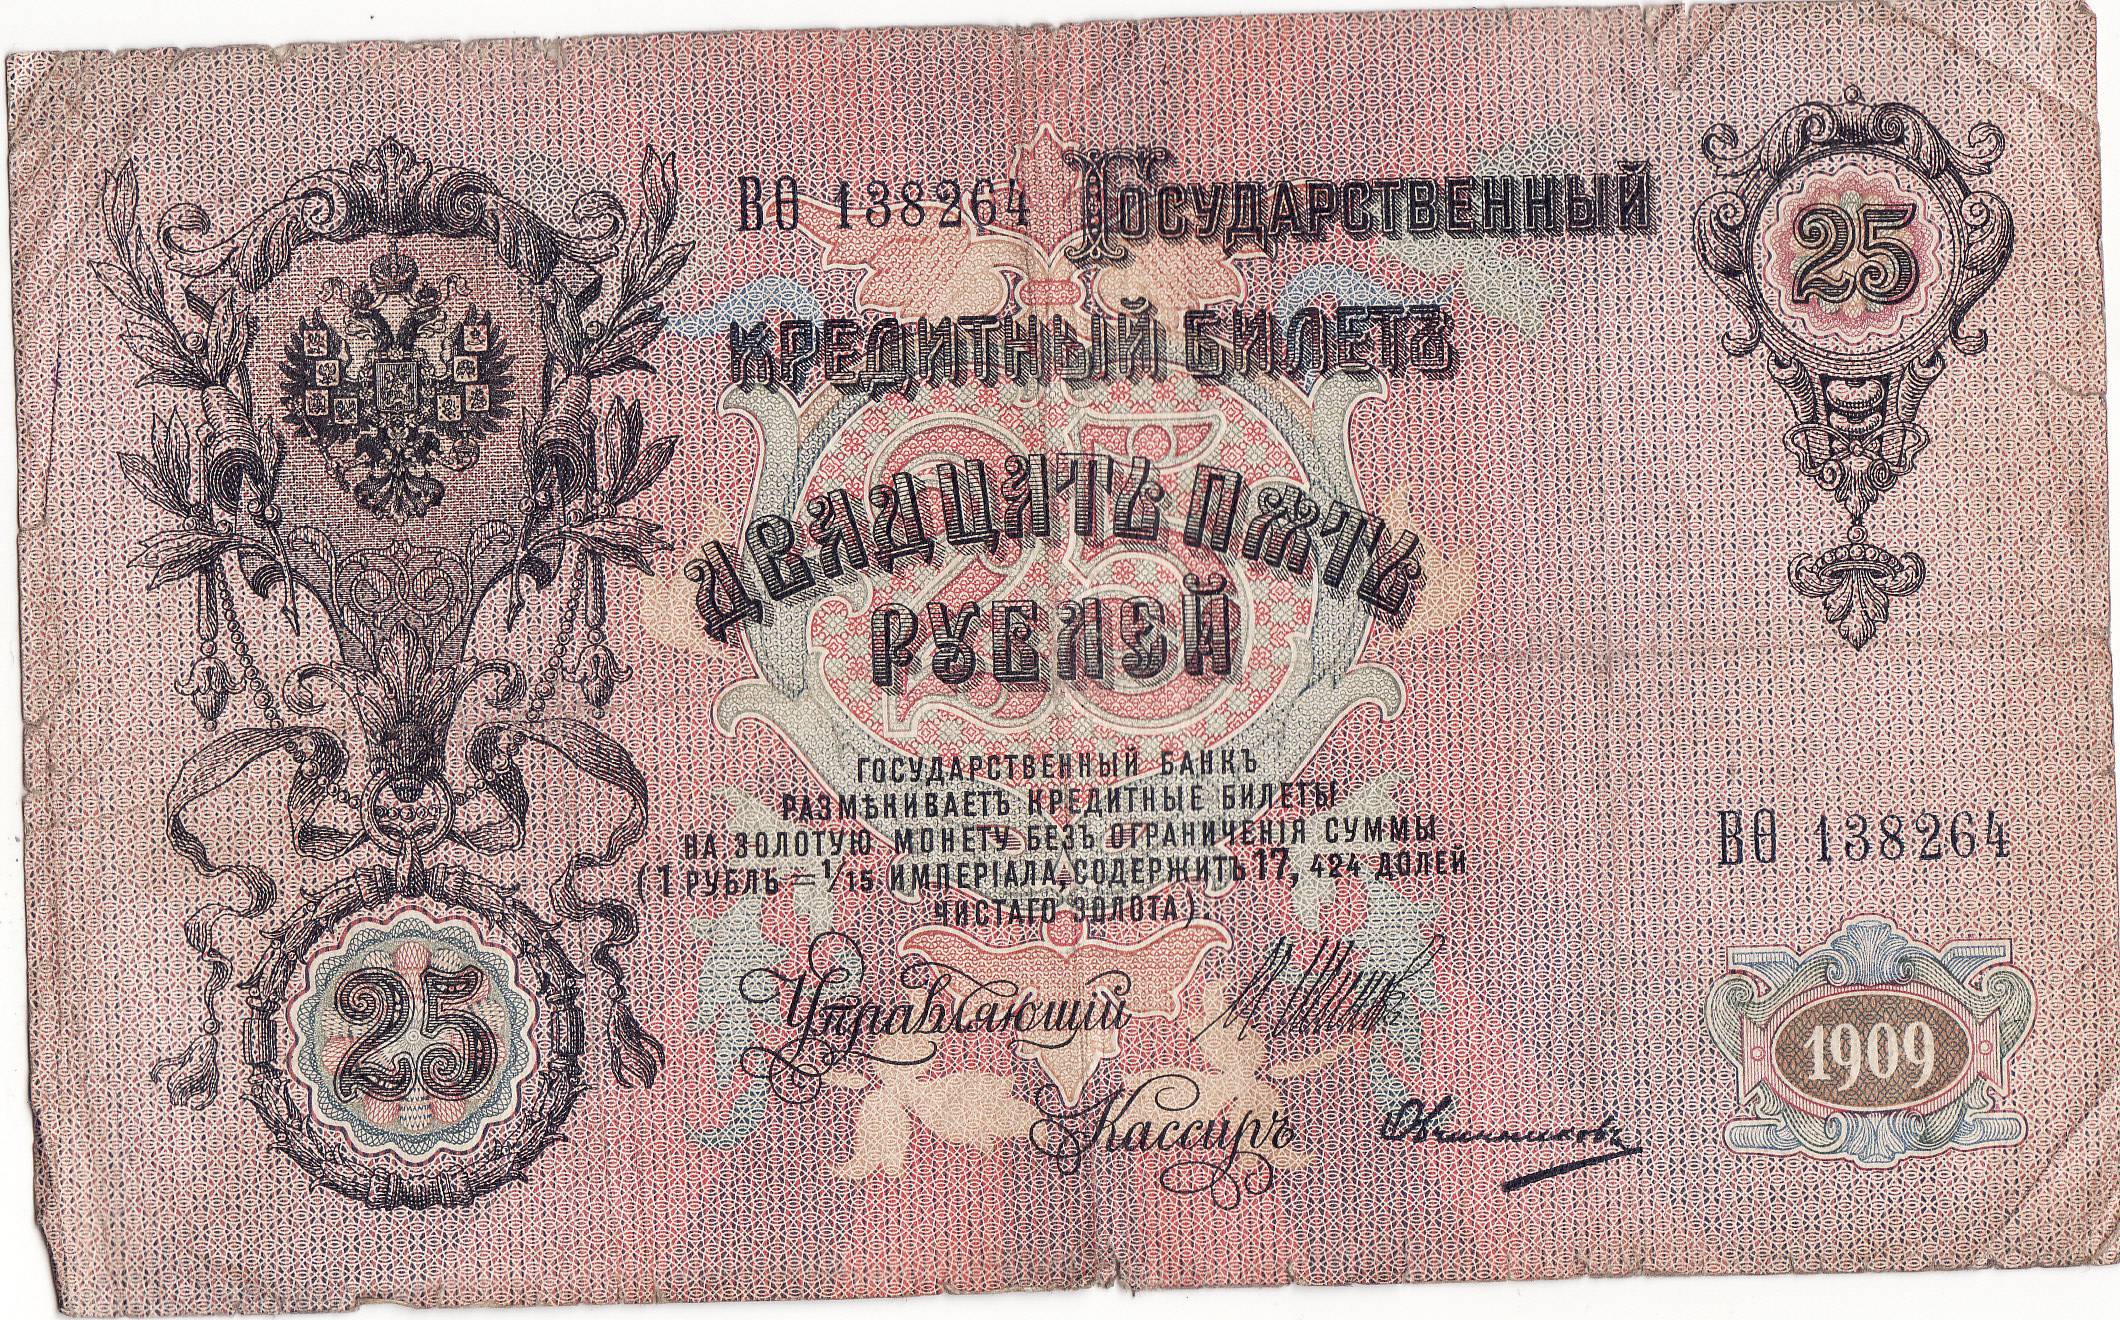 ВѲ 138264 Государственный
25
Кредитный Билетъ
Двадцать пять
рублей
Государственный Банкъ
размѣниваетъ кредитные билеты
на золотую монету безъ ограниченія суммы
(1 рубль = 1/15 имперіала, содержитъ 17, 424 долей
чистаго золота).
ВѲ 138264
Управляющій
Кассиръ Овчинниковъ
25
1909